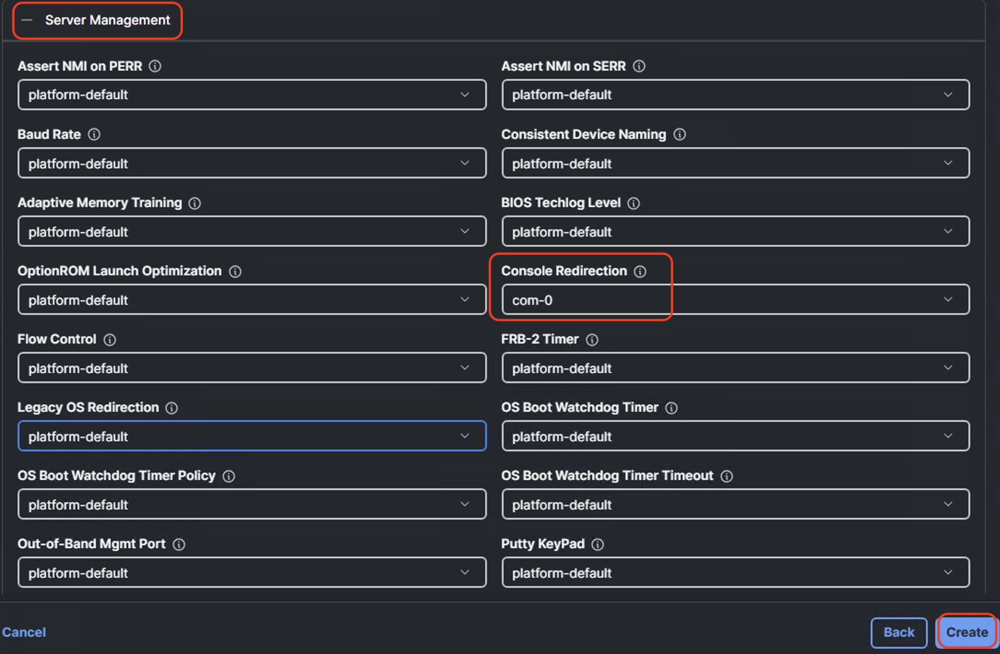 Server Management
Assert NMI on PERR
Assert NMI on SERR
platform-default
platform-default
Baud Rate
Consistent Device Naming
platform-default
platform-default
Adaptive Memory Training
BIOS Techlog Level
platform-default
platform-default
OptionROM Launch Optimization
Console Redirection
platform-default
com-0
Flow Control
FRB-2 Timer
platform-default
platform-default
Legacy OS Redirection
OS Boot Watchdog Timer
platform-default
platform-default
OS Boot Watchdog Timer Policy
OS Boot Watchdog Timer Timeout
platform-default
platform-default
Out-of-Band Mgmt Port
Putty KeyPad
platform-default
platform-default
Cancel
Back
Create